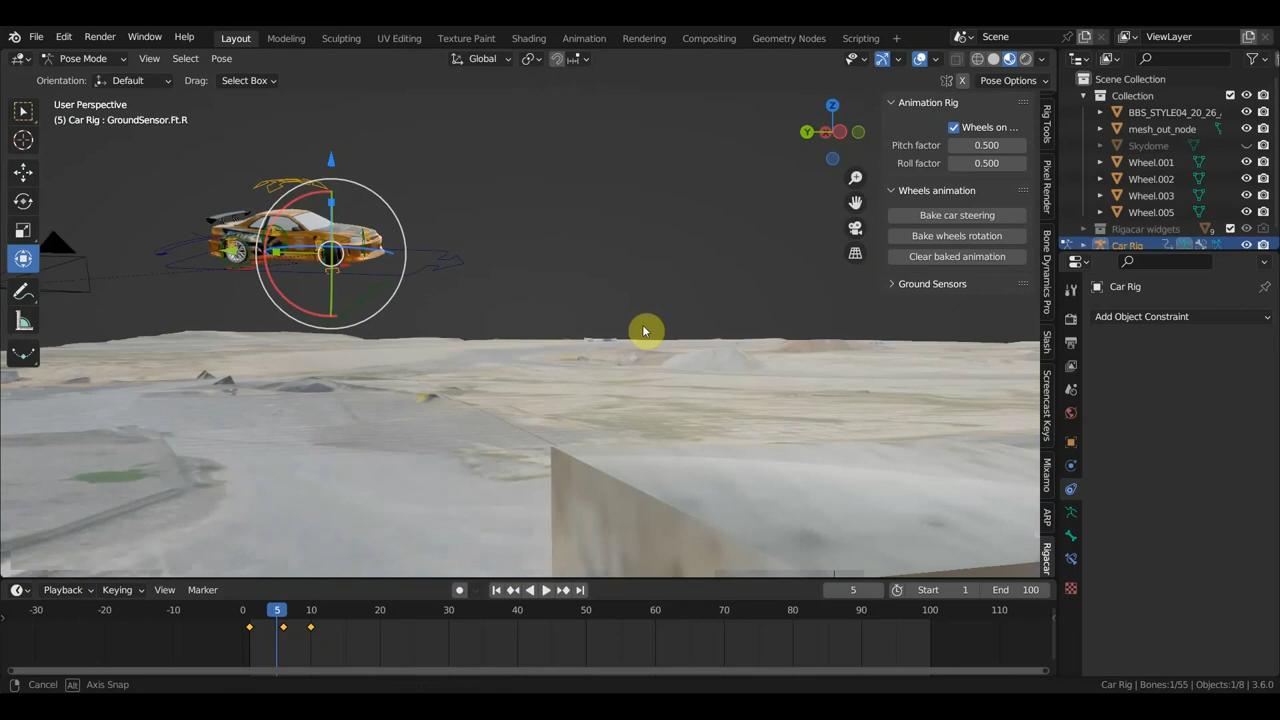 File Edit Render Window Help Layout Modeling Sculpting UV Editing Texture Paint Shading Animation Rendering Compositing Geometry Nodes Scripting + Scene ViewLayer
Pose Mode View Select Pose Global Pose Options
Orientation: Default Drag: Select Box X
User Perspective
(5) Car Rig : GroundSensor.Ft.R
Z
Y
Animation Rig
Wheels on ...
Pitch factor 0.500
Roll factor 0.500
Wheels animation
Bake car steering
Bake wheels rotation
Clear baked animation
Ground Sensors
Rig Tools
Pixel Render
Bone Dynamics Pro
Slash
Screencast Keys
Mixamo
ARP
Rigacar
Scene Collection
Collection
BBS_STYLE04_20_26_
mesh_out_node
Skydome
Wheel.001
Wheel.002
Wheel.003
Wheel.005
Rigacar widgets 9
Car Rig
Car Rig
Add Object Constraint
Playback Keying View Marker 5 Start 1 End 100
-30 -20 -10 0 5 10 20 30 40 50 60 70 80 90 100 110
Cancel Alt Axis Snap Car Rig | Bones:1/55 | Objects:1/8 | 3.6.0